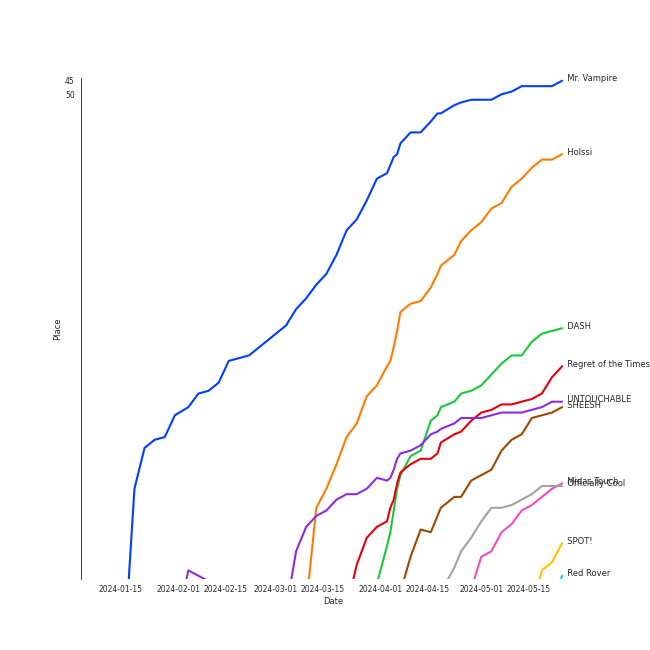 45
50
Place
Mr. Vampire
Holssi
DASH
Regret of the Times
UNTOUCHABLE
SHEESH
Midas Touch
Officially Cool
SPOT!
Red Rover
2024-01-15
2024-02-01
2024-02-15
2024-03-01
2024-03-15
2024-04-01
2024-04-15
2024-05-01
2024-05-15
Date